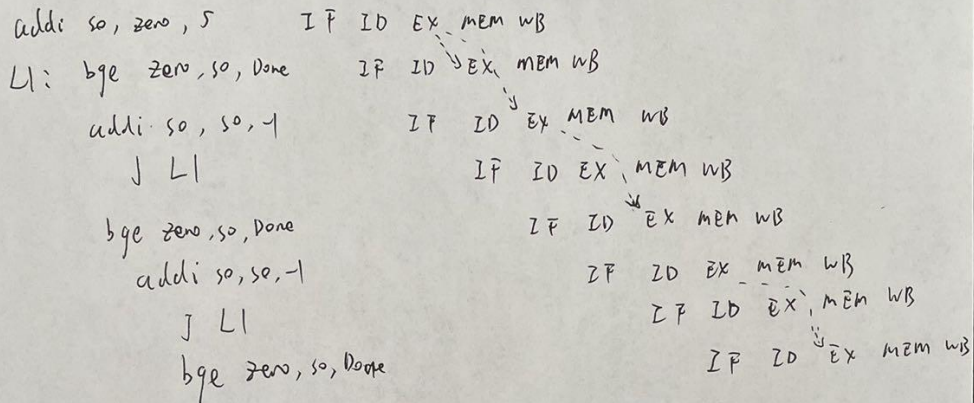 addi s0, zero, 5 IF ID EX MEM WB
L1: bge zero, s0, Done IF ID EX MEM WB
addi s0, s0, -1 IF ID EX MEM WB
J L1 IF ID EX MEM WB
bge zero, s0, Done IF ID EX MEM WB
addi s0, s0, -1 IF ID EX MEM WB
J L1 IF ID EX MEM WB
bge zero, s0, Done IF ID EX MEM WB